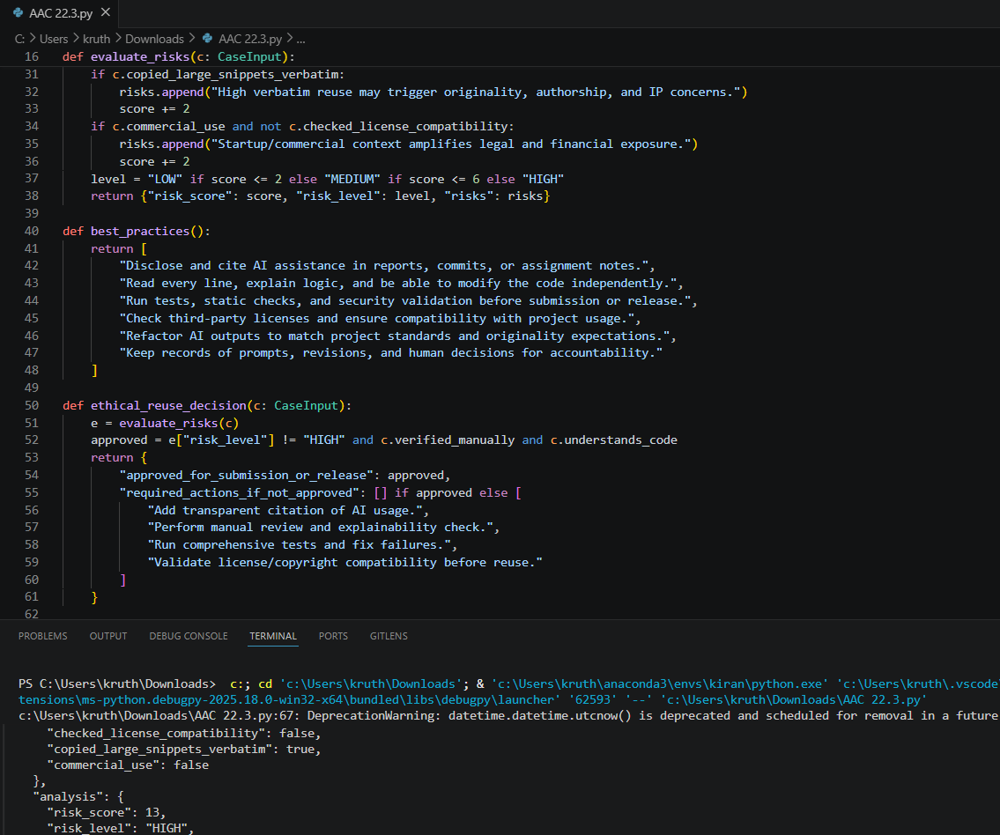 AAC 22.3.py
C: > Users > kruth > Downloads > AAC 22.3.py > ...
16 def evaluate_risks(c: CaseInput):
31     if c.copied_large_snippets_verbatim:
32         risks.append("High verbatim reuse may trigger originality, authorship, and IP concerns.")
33         score += 2
34     if c.commercial_use and not c.checked_license_compatibility:
35         risks.append("Startup/commercial context amplifies legal and financial exposure.")
36         score += 2
37     level = "LOW" if score <= 2 else "MEDIUM" if score <= 6 else "HIGH"
38     return {"risk_score": score, "risk_level": level, "risks": risks}
39
40 def best_practices():
41     return [
42         "Disclose and cite AI assistance in reports, commits, or assignment notes.",
43         "Read every line, explain logic, and be able to modify the code independently.",
44         "Run tests, static checks, and security validation before submission or release.",
45         "Check third-party licenses and ensure compatibility with project usage.",
46         "Refactor AI outputs to match project standards and originality expectations.",
47         "Keep records of prompts, revisions, and human decisions for accountability."
48     ]
49
50 def ethical_reuse_decision(c: CaseInput):
51     e = evaluate_risks(c)
52     approved = e["risk_level"] != "HIGH" and c.verified_manually and c.understands_code
53     return {
54         "approved_for_submission_or_release": approved,
55         "required_actions_if_not_approved": [] if approved else [
56             "Add transparent citation of AI usage.",
57             "Perform manual review and explainability check.",
58             "Run comprehensive tests and fix failures.",
59             "Validate license/copyright compatibility before reuse."
60         ]
61     }
62
PROBLEMS OUTPUT DEBUG CONSOLE TERMINAL PORTS GITLENS
PS C:\Users\kruth\Downloads>  c:; cd 'c:\Users\kruth\Downloads'; & 'c:\Users\kruth\anaconda3\envs\kiran\python.exe' 'c:\Users\kruth\.vscode
tensions\ms-python.debugpy-2025.18.0-win32-x64\bundled\libs\debugpy\launcher' '62593' '--' 'c:\Users\kruth\Downloads\AAC 22.3.py'
c:\Users\kruth\Downloads\AAC 22.3.py:67: DeprecationWarning: datetime.datetime.utcnow() is deprecated and scheduled for removal in a future
    "checked_license_compatibility": false,
    "copied_large_snippets_verbatim": true,
    "commercial_use": false
  },
  "analysis": {
    "risk_score": 13,
    "risk_level": "HIGH",